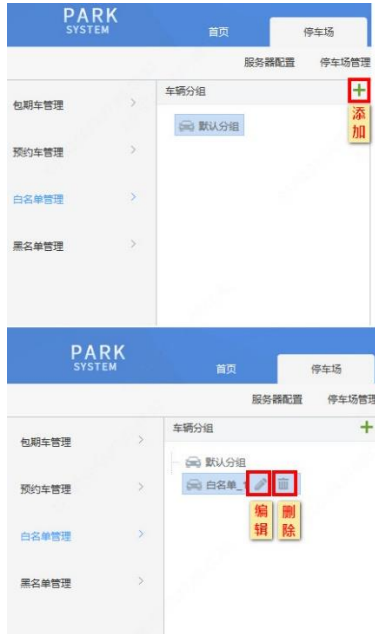 PARK
SYSTEM
首页
停车场
服务器配置
停车场管理
包期车管理
预约车管理
白名单管理
黑名单管理
车辆分组
添加
默认分组
PARK
SYSTEM
首页
停车场
服务器配置
停车场管理
包期车管理
预约车管理
白名单管理
黑名单管理
车辆分组
默认分组
白名单_
编辑
删除